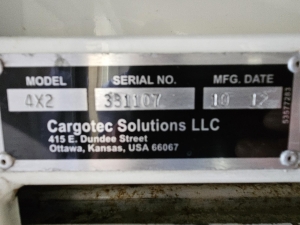 MODEL SERIAL NO. MFG. DATE
4X2 331107 10 12
Cargotec Solutions LLC
415 E. Dundee Street
Ottawa, Kansas, USA 66067
53577283